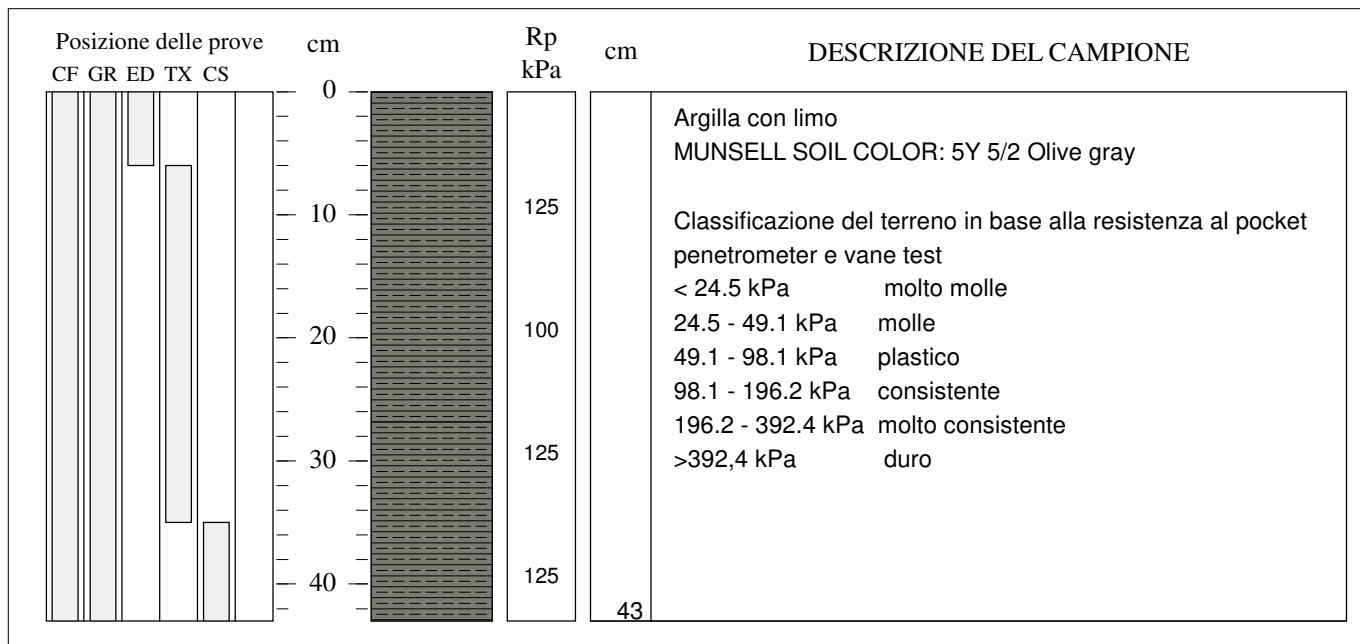 Posizione delle prove
CF GR ED TX CS
cm
Rp
kPa
cm
DESCRIZIONE DEL CAMPIONE
0
10
20
30
40
125
100
125
125
43
Argilla con limo
MUNSELL SOIL COLOR: 5Y 5/2 Olive gray
Classificazione del terreno in base alla resistenza al pocket
penetrometer e vane test
< 24.5 kPa molto molle
24.5 - 49.1 kPa molle
49.1 - 98.1 kPa plastico
98.1 - 196.2 kPa consistente
196.2 - 392.4 kPa molto consistente
>392,4 kPa duro